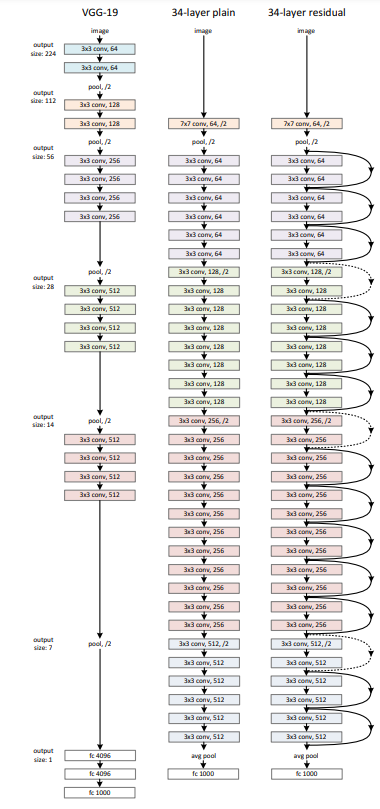 VGG-19
34-layer plain
34-layer residual
output
size: 224
output
size: 112
output
size: 56
output
size: 28
output
size: 14
output
size: 7
output
size: 1
image
3x3 conv, 64
3x3 conv, 64
pool, /2
3x3 conv, 128
3x3 conv, 128
pool, /2
3x3 conv, 256
3x3 conv, 256
3x3 conv, 256
3x3 conv, 256
pool, /2
3x3 conv, 512
3x3 conv, 512
3x3 conv, 512
3x3 conv, 512
pool, /2
3x3 conv, 512
3x3 conv, 512
3x3 conv, 512
3x3 conv, 512
pool, /2
fc 4096
fc 4096
fc 1000
image
7x7 conv, 64, /2
pool, /2
3x3 conv, 64
3x3 conv, 64
3x3 conv, 64
3x3 conv, 64
3x3 conv, 64
3x3 conv, 64
3x3 conv, 128, /2
3x3 conv, 128
3x3 conv, 128
3x3 conv, 128
3x3 conv, 128
3x3 conv, 128
3x3 conv, 128
3x3 conv, 128
3x3 conv, 256, /2
3x3 conv, 256
3x3 conv, 256
3x3 conv, 256
3x3 conv, 256
3x3 conv, 256
3x3 conv, 256
3x3 conv, 256
3x3 conv, 256
3x3 conv, 256
3x3 conv, 256
3x3 conv, 256
3x3 conv, 512, /2
3x3 conv, 512
3x3 conv, 512
3x3 conv, 512
3x3 conv, 512
3x3 conv, 512
avg pool
fc 1000
image
7x7 conv, 64, /2
pool, /2
3x3 conv, 64
3x3 conv, 64
3x3 conv, 64
3x3 conv, 64
3x3 conv, 64
3x3 conv, 64
3x3 conv, 128, /2
3x3 conv, 128
3x3 conv, 128
3x3 conv, 128
3x3 conv, 128
3x3 conv, 128
3x3 conv, 128
3x3 conv, 128
3x3 conv, 256, /2
3x3 conv, 256
3x3 conv, 256
3x3 conv, 256
3x3 conv, 256
3x3 conv, 256
3x3 conv, 256
3x3 conv, 256
3x3 conv, 256
3x3 conv, 256
3x3 conv, 256
3x3 conv, 256
3x3 conv, 512, /2
3x3 conv, 512
3x3 conv, 512
3x3 conv, 512
3x3 conv, 512
3x3 conv, 512
avg pool
fc 1000